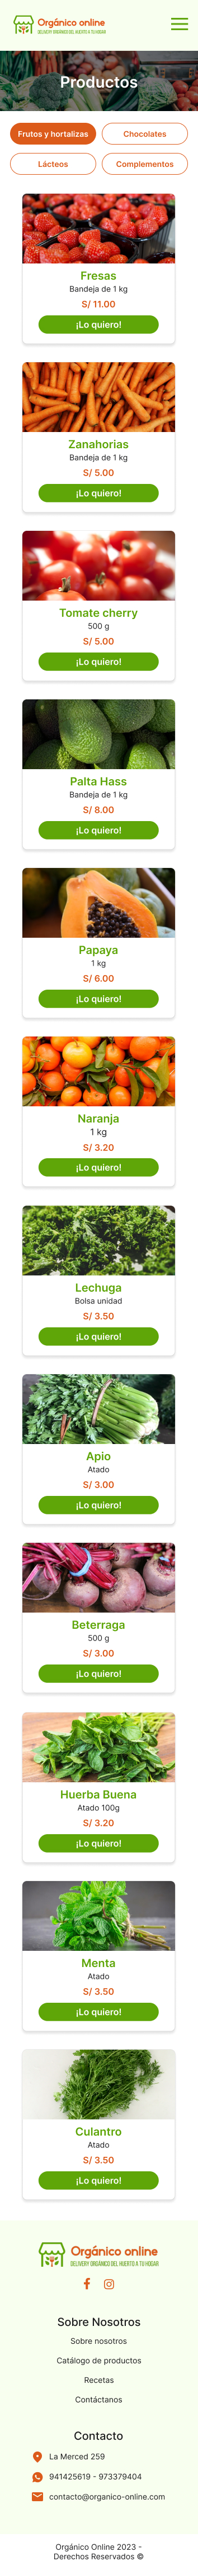 Orgánico online
DELIVERY ORGÁNICO DEL HUERTO A TU HOGAR
Productos
Frutos y hortalizas
Chocolates
Lácteos
Complementos
Fresas
Bandeja de 1 kg
S/ 11.00
¡Lo quiero!
Zanahorias
Bandeja de 1 kg
S/ 5.00
¡Lo quiero!
Tomate cherry
500 g
S/ 5.00
¡Lo quiero!
Palta Hass
Bandeja de 1 kg
S/ 8.00
¡Lo quiero!
Papaya
1 kg
S/ 6.00
¡Lo quiero!
Naranja
1 kg
S/ 3.20
¡Lo quiero!
Lechuga
Bolsa unidad
S/ 3.50
¡Lo quiero!
Apio
Atado
S/ 3.00
¡Lo quiero!
Beterraga
500 g
S/ 3.00
¡Lo quiero!
Huerba Buena
Atado 100g
S/ 3.20
¡Lo quiero!
Menta
Atado
S/ 3.50
¡Lo quiero!
Culantro
Atado
S/ 3.50
¡Lo quiero!
Orgánico online
DELIVERY ORGÁNICO DEL HUERTO A TU HOGAR
Sobre Nosotros
Sobre nosotros
Catálogo de productos
Recetas
Contáctanos
Contacto
La Merced 259
941425619 - 973379404
contacto@organico-online.com
Orgánico Online 2023 -
Derechos Reservados ©